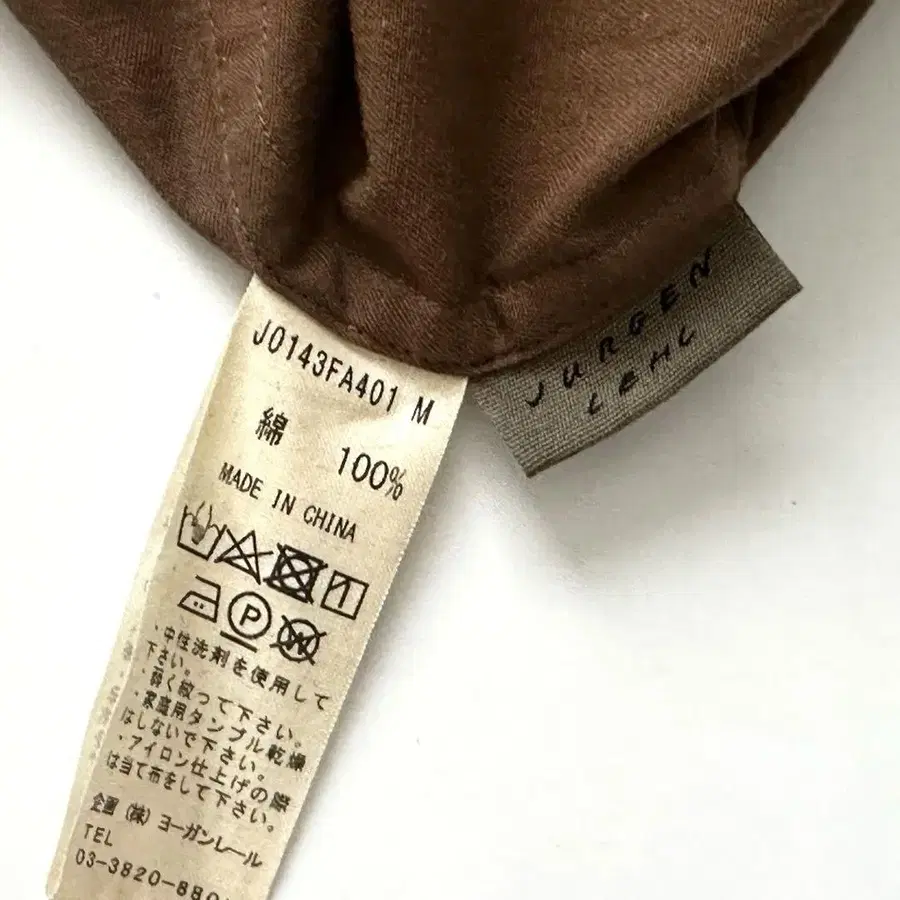 J0143FA401 M
綿 100%
MADE IN CHINA
P
W
・中性洗剤を使用して
下さい。
・弱く絞って下さい。
・家庭用タンブル乾燥
はしないで下さい。
・アイロン仕上げの際
は当て布をして下さい。
企画 (株) ヨーガンレール
TEL
03-3820-880
JURGEN
LEHL